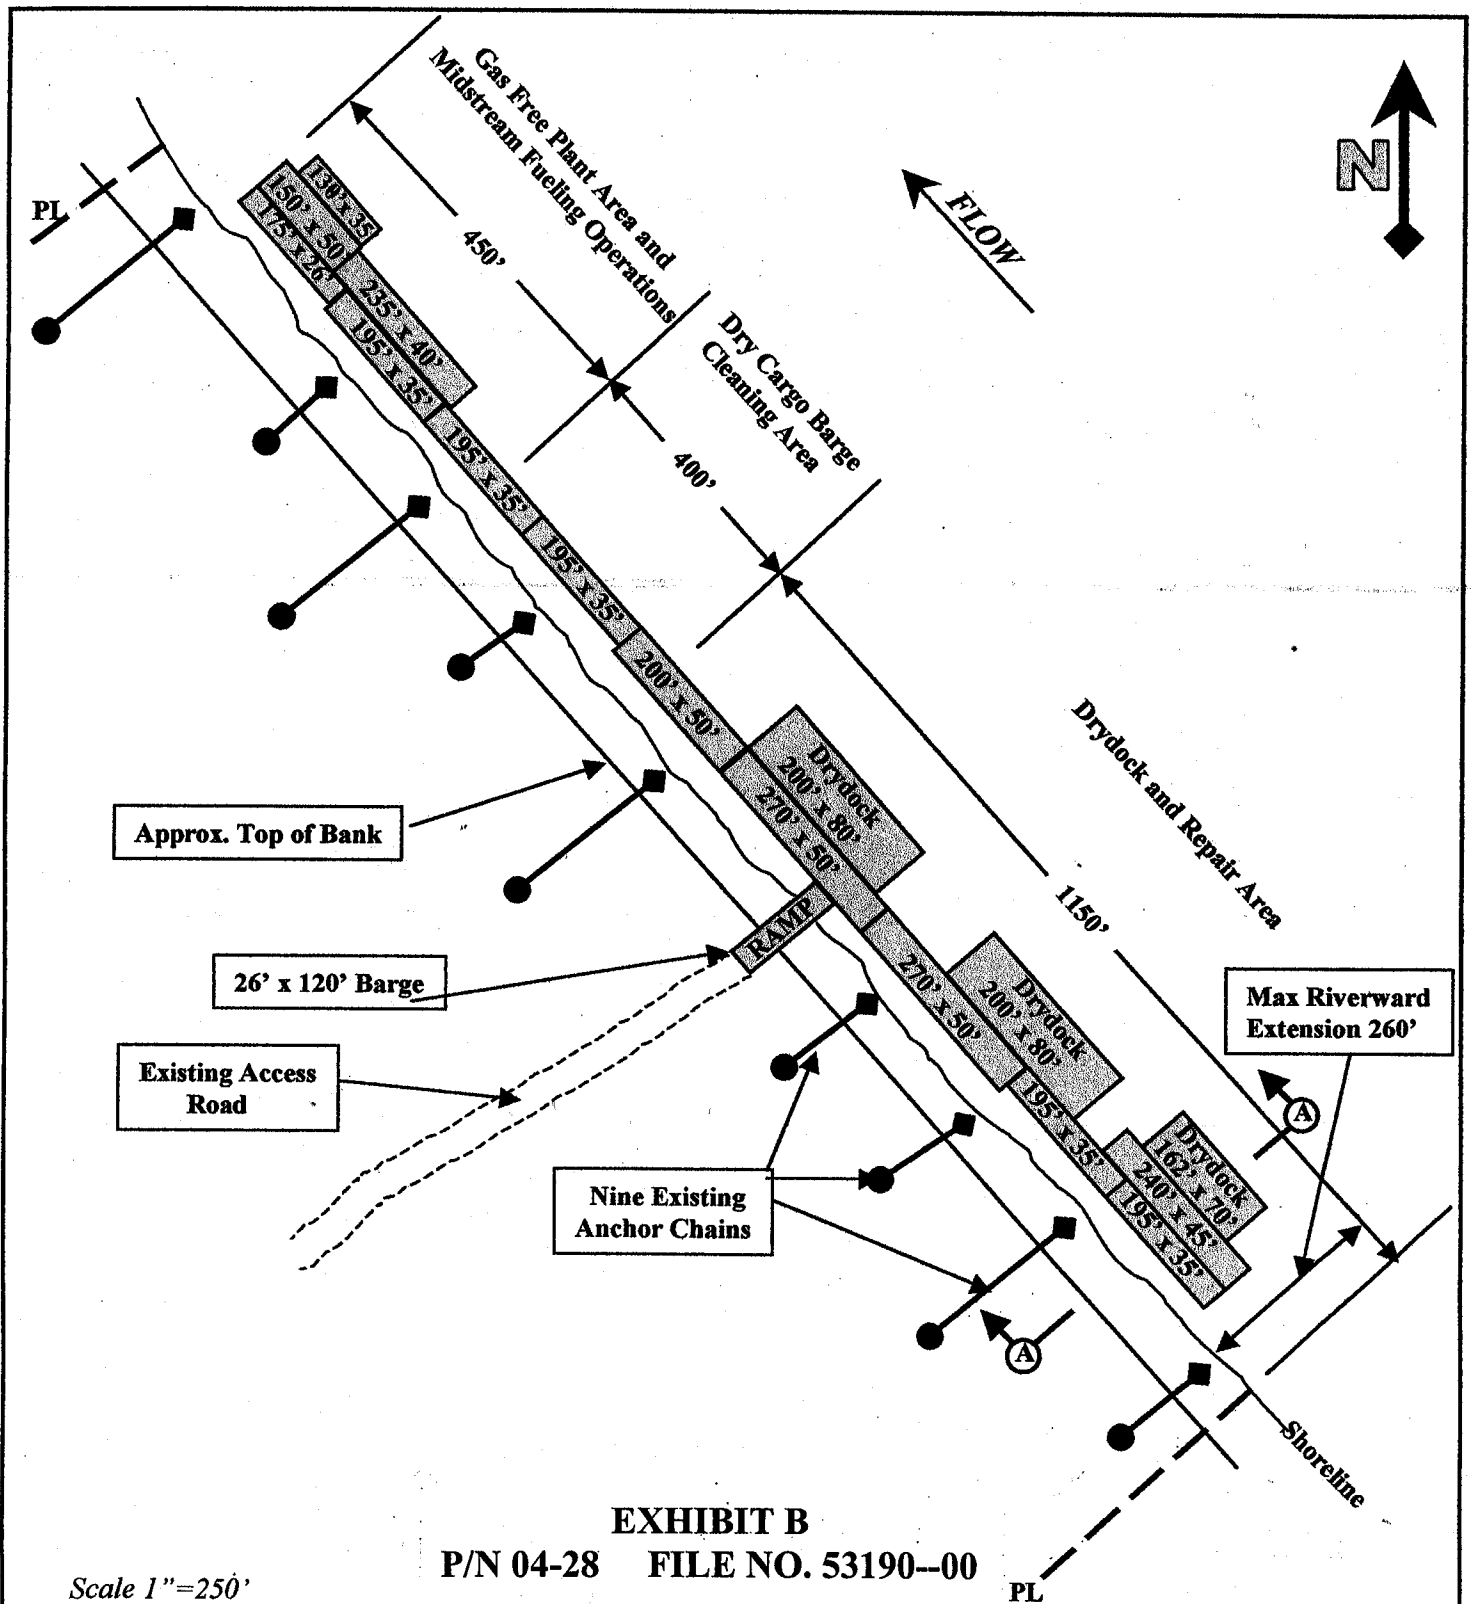 Gas Free Plant Area and
Midstream Fueling Operations
N
FLOW
PL
130' x 35
150' x 50'
175' x 26'
450'
235' x 40'
195' x 35'
Dry Cargo Barge
Cleaning Area
400'
195' x 35'
195' x 35'
200' x 50'
Drydock
200' x 80'
270' x 50'
Drydock and Repair Area
1150'
Approx. Top of Bank
RAMP
26' x 120' Barge
270' x 50'
Drydock
200' x 80'
Max Riverward
Extension 260'
Existing Access
Road
195' x 35'
Drydock
162' x 70'
240' x 45'
195' x 35'
A
Nine Existing
Anchor Chains
A
Shoreline
EXHIBIT B
P/N 04-28 FILE NO. 53190--00
Scale 1"=250'
PL